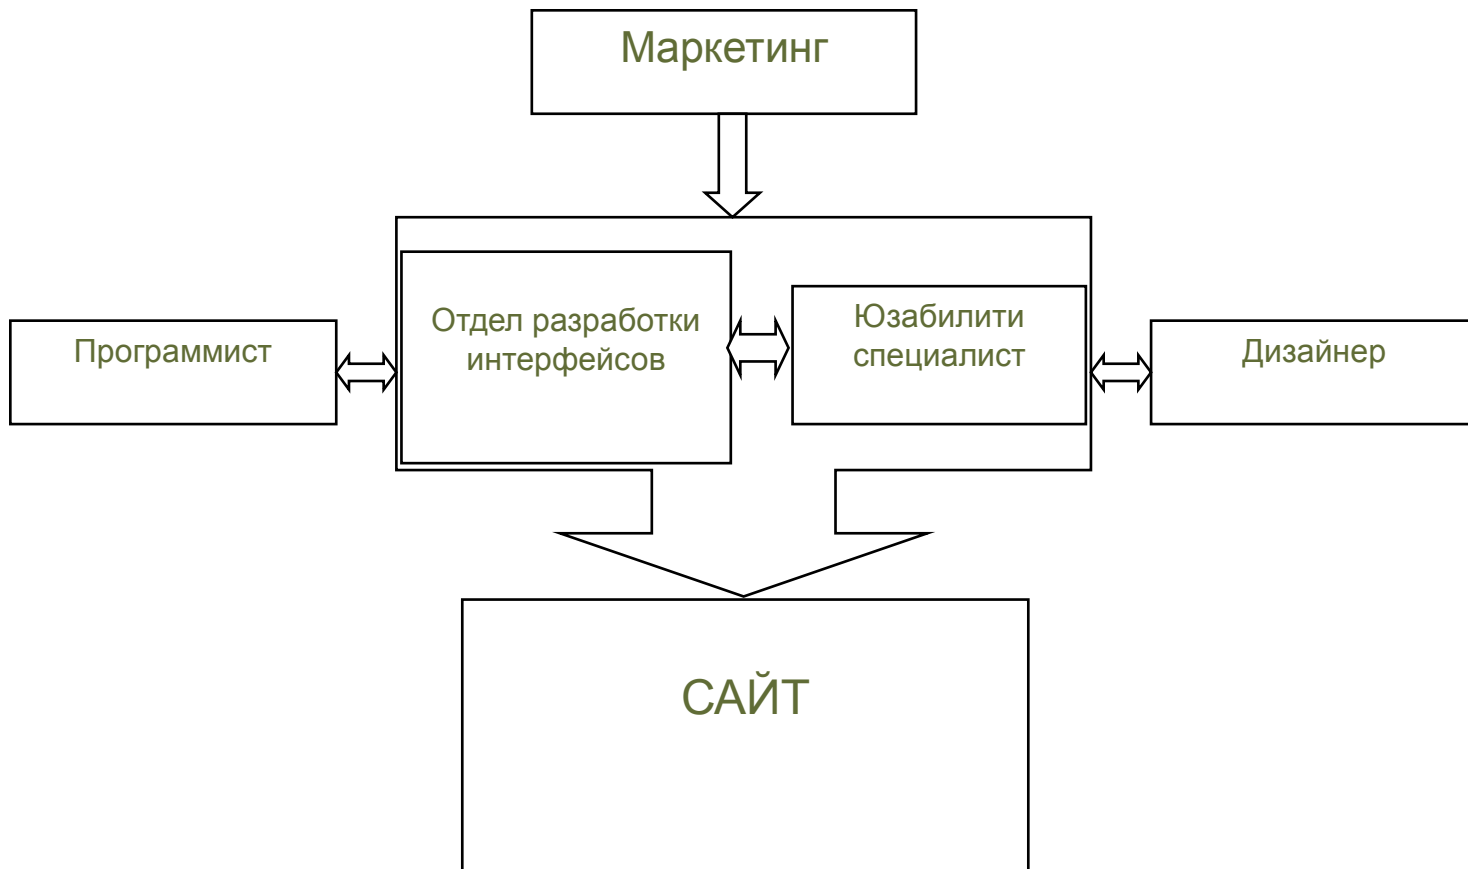 Маркетинг
Отдел разработки
интерфейсов
Юзабилити
специалист
Программист
Дизайнер
САЙТ